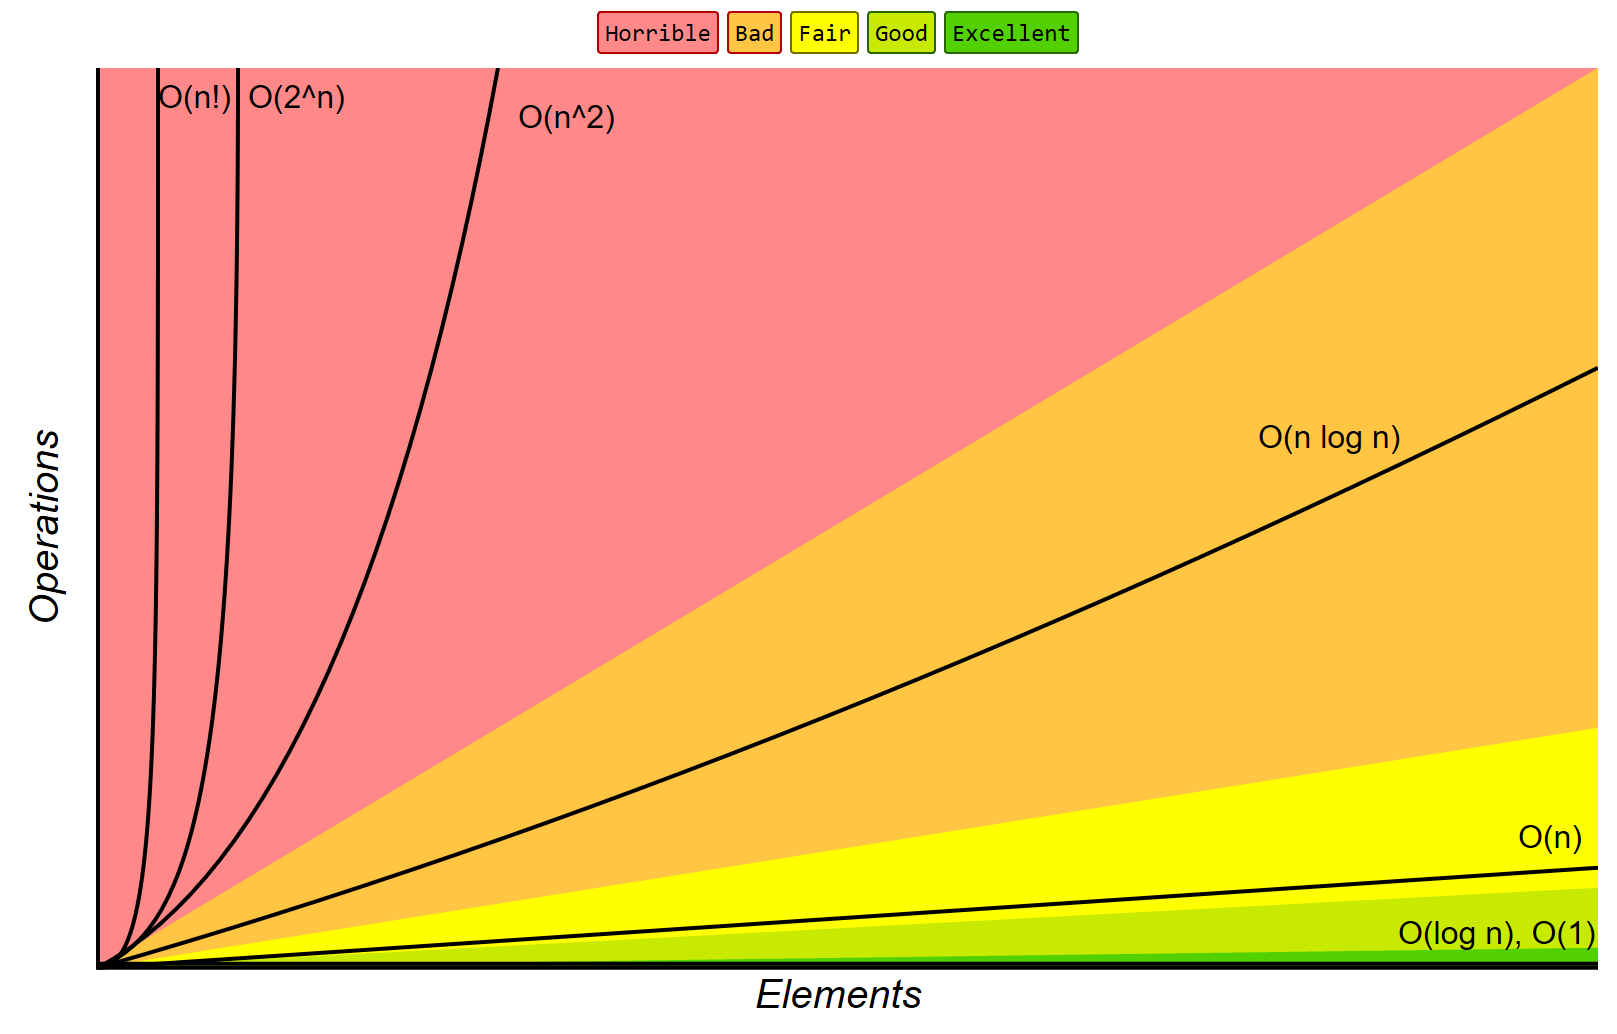 Horrible Bad Fair Good Excellent
O(n!) O(2^n)
O(n^2)
O(n log n)
Operations
O(n)
O(log n), O(1)
Elements